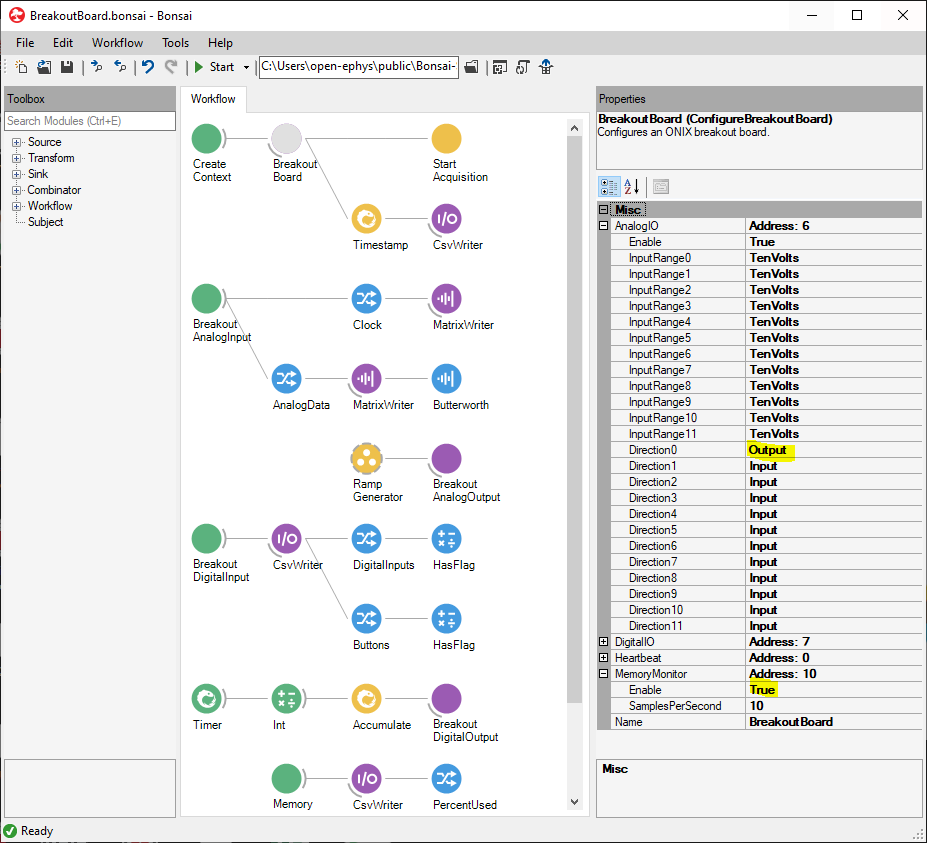 BreakoutBoard.bonsai - Bonsai
File Edit Workflow Tools Help
Start C:\Users\open-ephys\public\Bonsai-
Toolbox
Search Modules (Ctrl+E)
Source
Transform
Sink
Combinator
Workflow
Subject
Workflow
Create
Context
Breakout
Board
Start
Acquisition
Timestamp
I/O
CsvWriter
Breakout
AnalogInput
Clock
MatrixWriter
AnalogData
MatrixWriter
Butterworth
Ramp
Generator
Breakout
AnalogOutput
Breakout
DigitalInput
I/O
CsvWriter
DigitalInputs
HasFlag
Buttons
HasFlag
Timer
Int
Accumulate
Breakout
DigitalOutput
Memory
I/O
CsvWriter
PercentUsed
Properties
BreakoutBoard (ConfigureBreakoutBoard)
Configures an ONIX breakout board.
Misc
AnalogIO Address: 6
Enable True
InputRange0 TenVolts
InputRange1 TenVolts
InputRange2 TenVolts
InputRange3 TenVolts
InputRange4 TenVolts
InputRange5 TenVolts
InputRange6 TenVolts
InputRange7 TenVolts
InputRange8 TenVolts
InputRange9 TenVolts
InputRange10 TenVolts
InputRange11 TenVolts
Direction0 Output
Direction1 Input
Direction2 Input
Direction3 Input
Direction4 Input
Direction5 Input
Direction6 Input
Direction7 Input
Direction8 Input
Direction9 Input
Direction10 Input
Direction11 Input
DigitalIO Address: 7
Heartbeat Address: 0
MemoryMonitor Address: 10
Enable True
SamplesPerSecond 10
Name BreakoutBoard
Misc
Ready